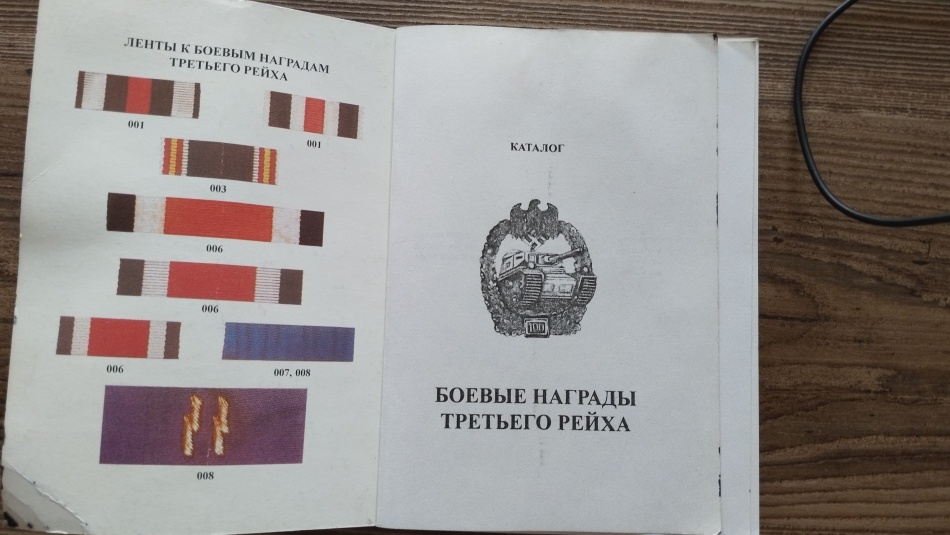 ЛЕНТЫ К БОЕВЫМ НАГРАДАМ
ТРЕТЬЕГО РЕЙХА
001
001
003
006
006
006
007, 008
008
КАТАЛОГ
100
БОЕВЫЕ НАГРАДЫ
ТРЕТЬЕГО РЕЙХА